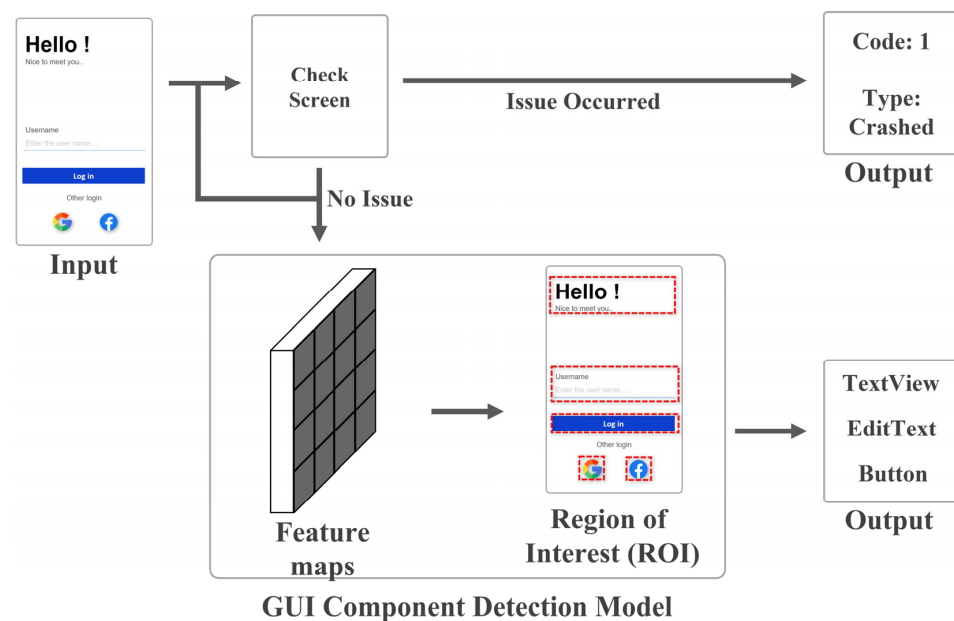 Hello !
Nice to meet you..
Username
Enter the user name....
Log in
Other login
Input
Check
Screen
Issue Occurred
No Issue
Code: 1
Type:
Crashed
Output
Feature
maps
Hello !
Nice to meet you..
Username
Enter the user name....
Log in
Other login
Region of
Interest (ROI)
TextView
EditText
Button
Output
GUI Component Detection Model